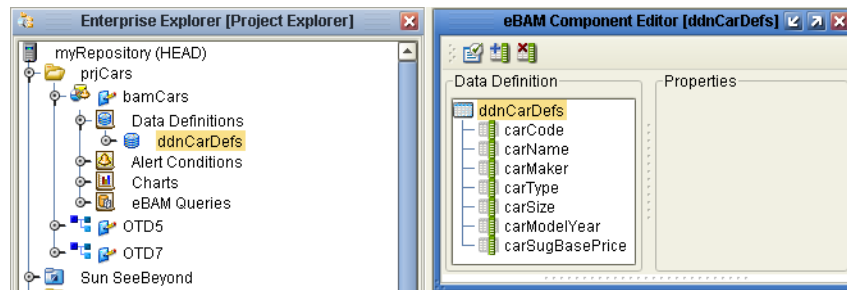 Enterprise Explorer [Project Explorer]
myRepository (HEAD)
prjCars
bamCars
Data Definitions
ddnCarDefs
Alert Conditions
Charts
eBAM Queries
OTD5
OTD7
Sun SeeBeyond
eBAM Component Editor [ddnCarDefs]
Data Definition
Properties
ddnCarDefs
carCode
carName
carMaker
carType
carSize
carModelYear
carSugBasePrice